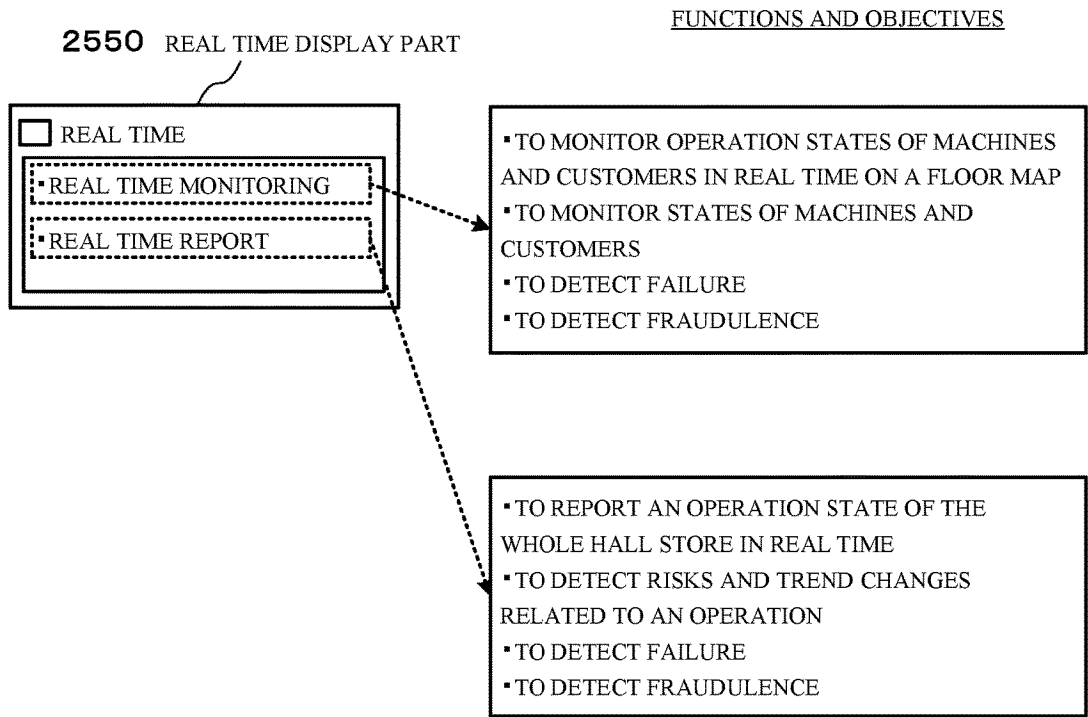 FUNCTIONS AND OBJECTIVES
2550 REAL TIME DISPLAY PART
REAL TIME
▪REAL TIME MONITORING
▪REAL TIME REPORT
▪TO MONITOR OPERATION STATES OF MACHINES
AND CUSTOMERS IN REAL TIME ON A FLOOR MAP
▪TO MONITOR STATES OF MACHINES AND
CUSTOMERS
▪TO DETECT FAILURE
▪TO DETECT FRAUDULENCE
▪TO REPORT AN OPERATION STATE OF THE
WHOLE HALL STORE IN REAL TIME
▪TO DETECT RISKS AND TREND CHANGES
RELATED TO AN OPERATION
▪TO DETECT FAILURE
▪TO DETECT FRAUDULENCE